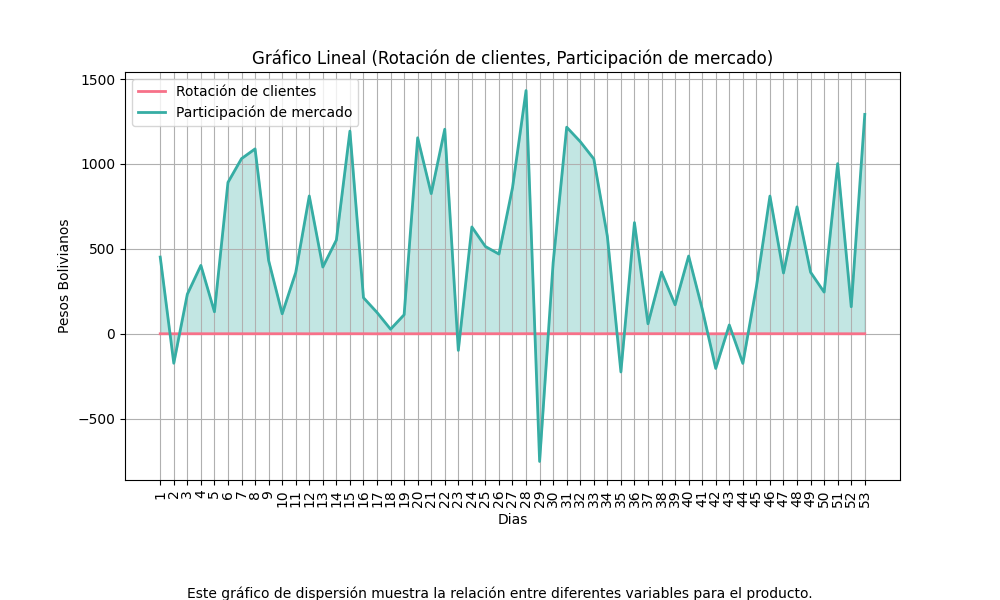 Gráfico Lineal (Rotación de clientes, Participación de mercado)
Rotación de clientes
Participación de mercado
Pesos Bolivianos
1500
1000
500
0
−500
1 2 3 4 5 6 7 8 9 10 11 12 13 14 15 16 17 18 19 20 21 22 23 24 25 26 27 28 29 30 31 32 33 34 35 36 37 38 39 40 41 42 43 44 45 46 47 48 49 50 51 52 53
Dias
Este gráfico de dispersión muestra la relación entre diferentes variables para el producto.